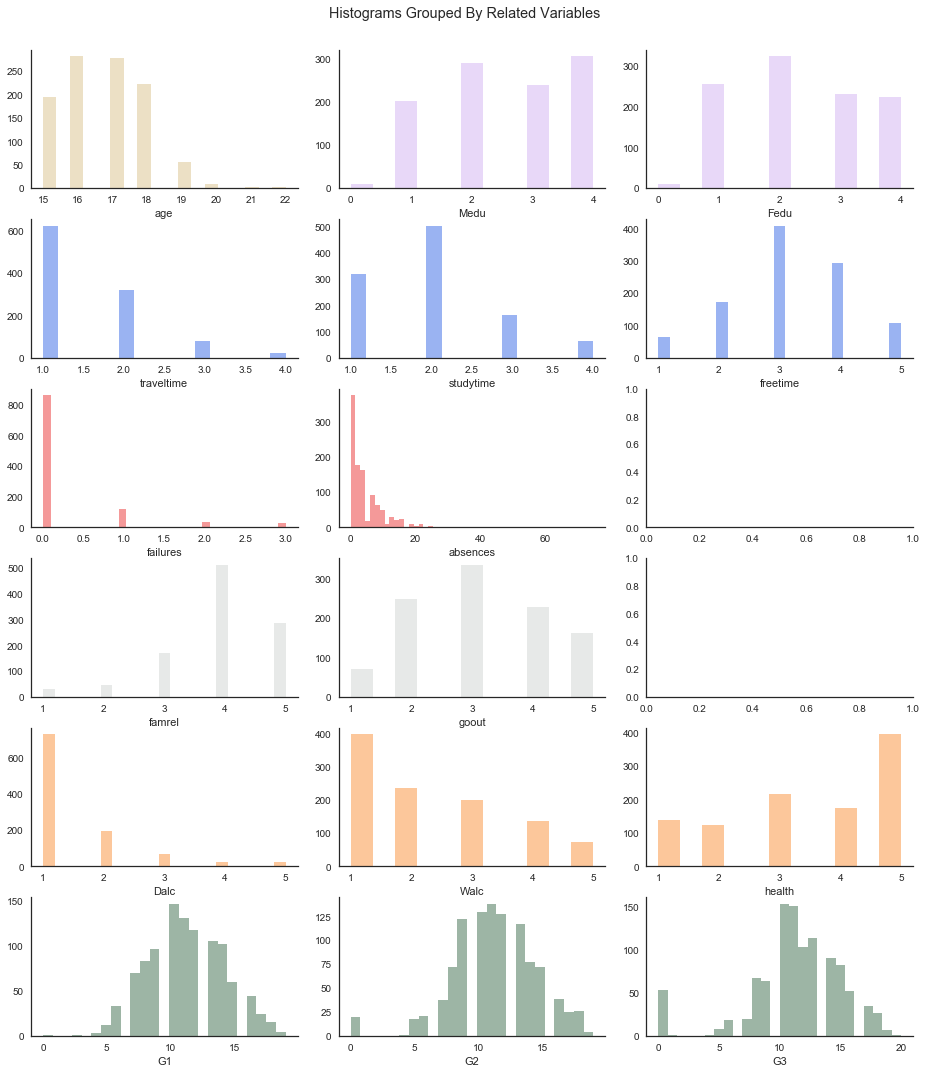 Histograms Grouped By Related Variables
250
200
150
100
50
0
15 16 17 18 19 20 21 22
age
300
200
100
0
0 1 2 3 4
Medu
300
200
100
0
0 1 2 3 4
Fedu
600
400
200
0
1.0 1.5 2.0 2.5 3.0 3.5 4.0
traveltime
500
400
300
200
100
0
1.0 1.5 2.0 2.5 3.0 3.5 4.0
studytime
400
300
200
100
0
1 2 3 4 5
freetime
800
600
400
200
0
0.0 0.5 1.0 1.5 2.0 2.5 3.0
failures
300
200
100
0
0 20 40 60
absences
1.0
0.8
0.6
0.4
0.2
0.0
0.0 0.2 0.4 0.6 0.8 1.0
500
400
300
200
100
0
1 2 3 4 5
famrel
300
200
100
0
1 2 3 4 5
goout
1.0
0.8
0.6
0.4
0.2
0.0
0.0 0.2 0.4 0.6 0.8 1.0
600
400
200
0
1 2 3 4 5
Dalc
400
300
200
100
0
1 2 3 4 5
Walc
400
300
200
100
0
1 2 3 4 5
health
150
100
50
0
0 5 10 15
G1
125
100
75
50
25
0
0 5 10 15
G2
150
100
50
0
0 5 10 15 20
G3